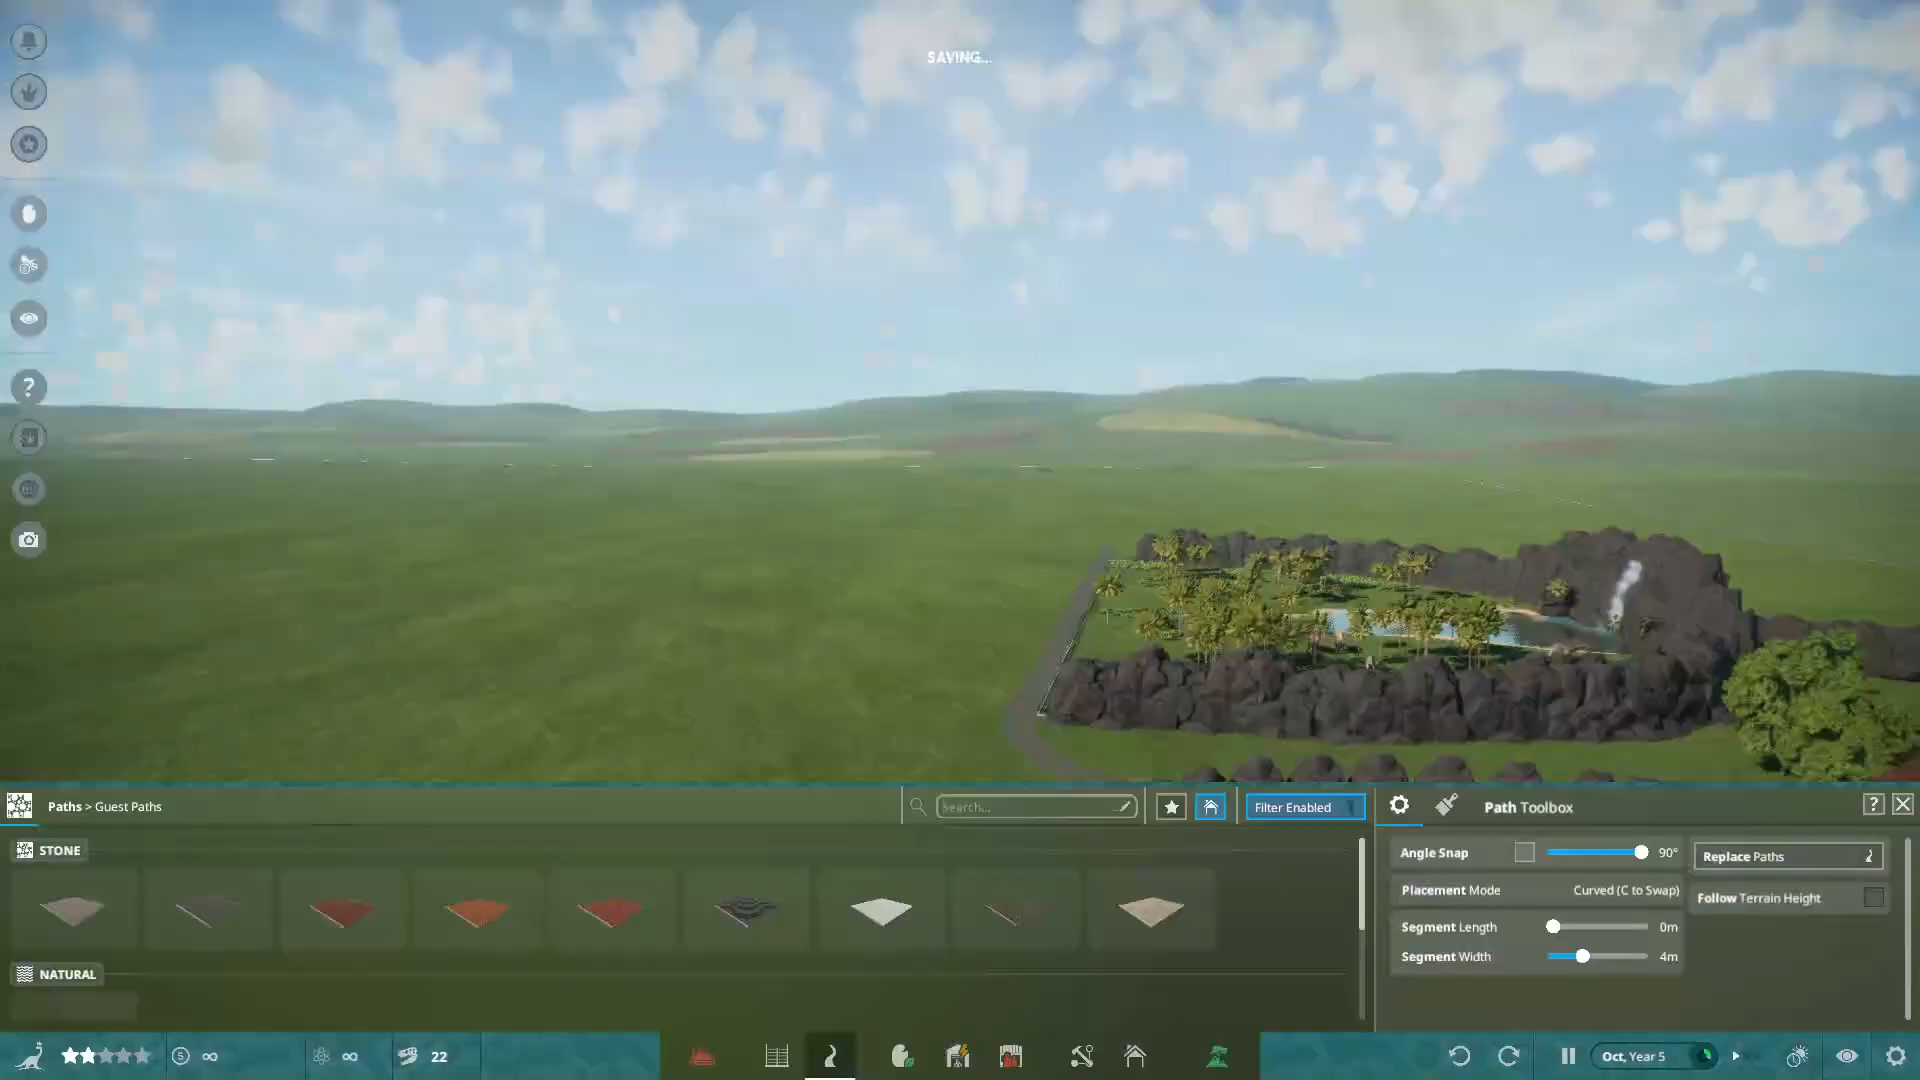 SAVING...
Paths > Guest Paths
Search...
Filter Enabled
Path Toolbox
?
STONE
NATURAL
Angle Snap
90°
Replace Paths
Placement Mode
Curved (C to Swap)
Follow Terrain Height
Segment Length
0m
Segment Width
4m
∞
∞
22
Oct, Year 5